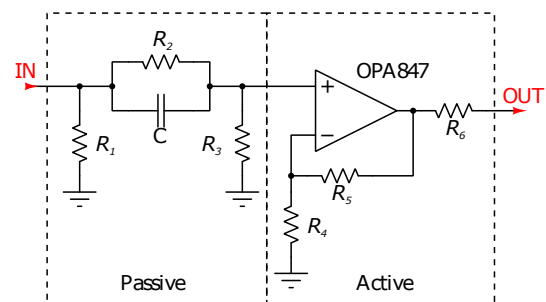 R2
OPA847
IN
+
OUT
C
R6
R1
R3
−
R5
R4
Passive
Active